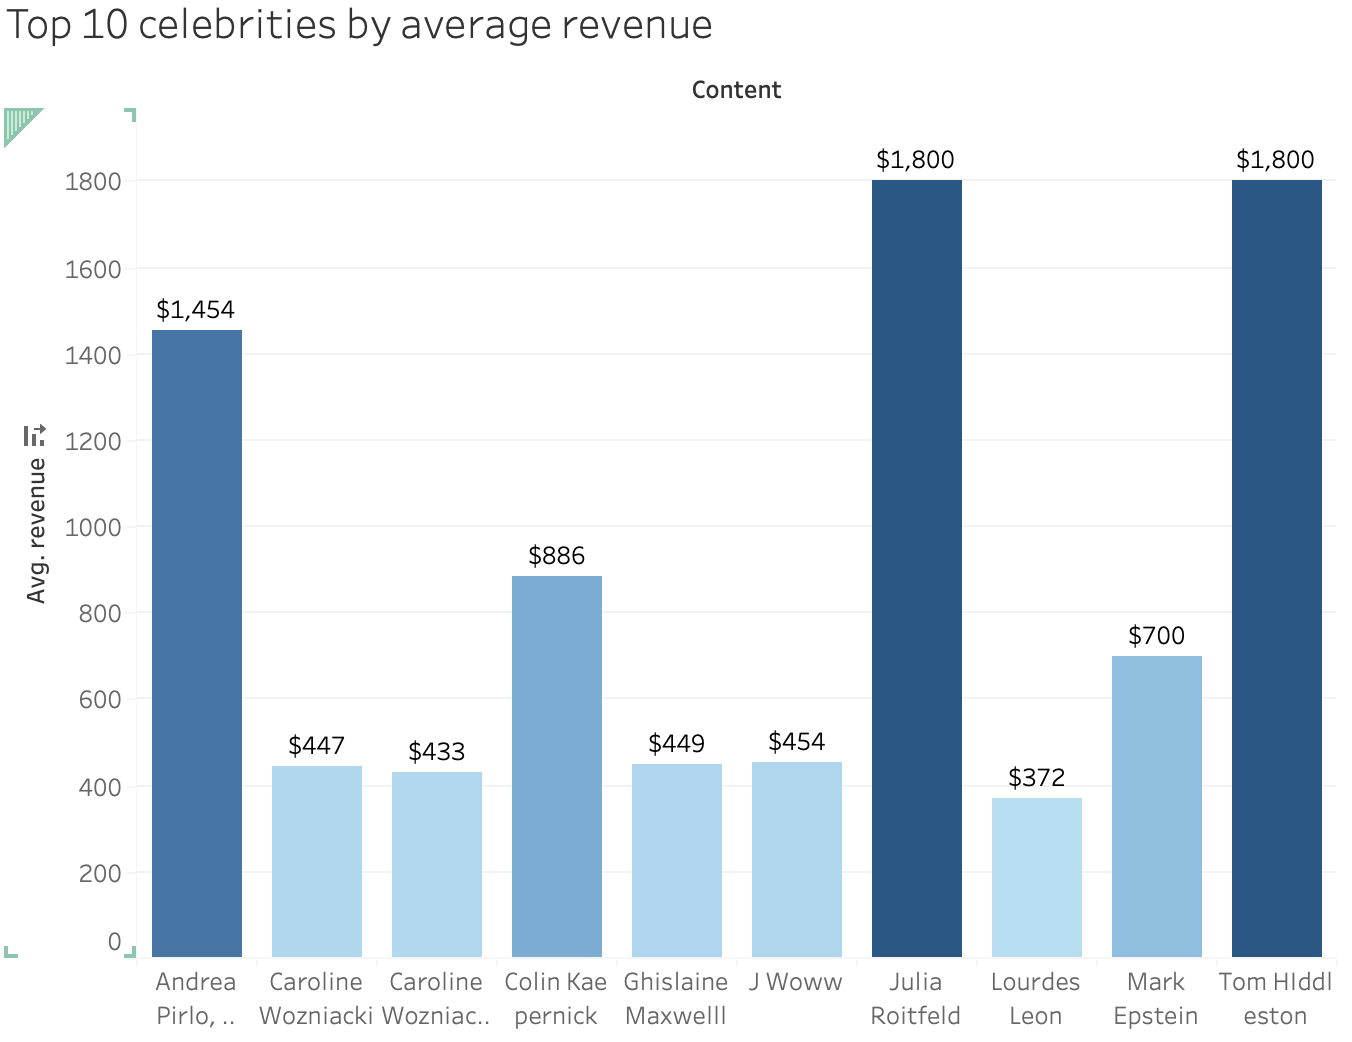 Top 10 celebrities by average revenue
Content
Avg. revenue
1800
1600
1400
1200
1000
800
600
400
200
0
$1,454
$447
$433
$886
$449
$454
$1,800
$372
$700
$1,800
Andrea
Pirlo, ..
Caroline
Wozniacki
Caroline
Wozniac..
Colin Kae
pernick
Ghislaine
Maxwelll
J Woww
Julia
Roitfeld
Lourdes
Leon
Mark
Epstein
Tom HIddl
eston